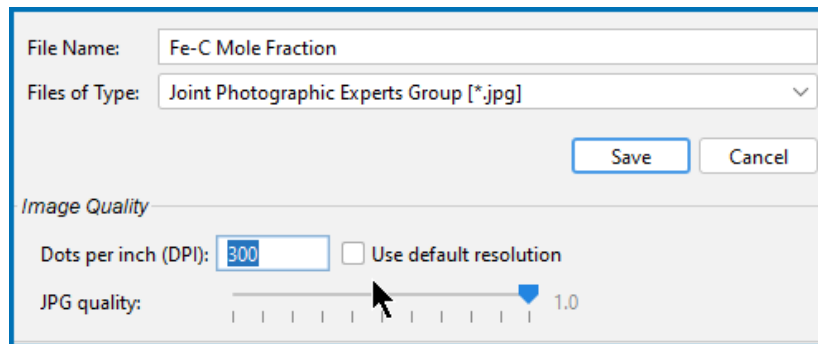 File Name: Fe-C Mole Fraction
Files of Type: Joint Photographic Experts Group [*.jpg]
Save Cancel
Image Quality
Dots per inch (DPI): 300 Use default resolution
JPG quality: 1.0